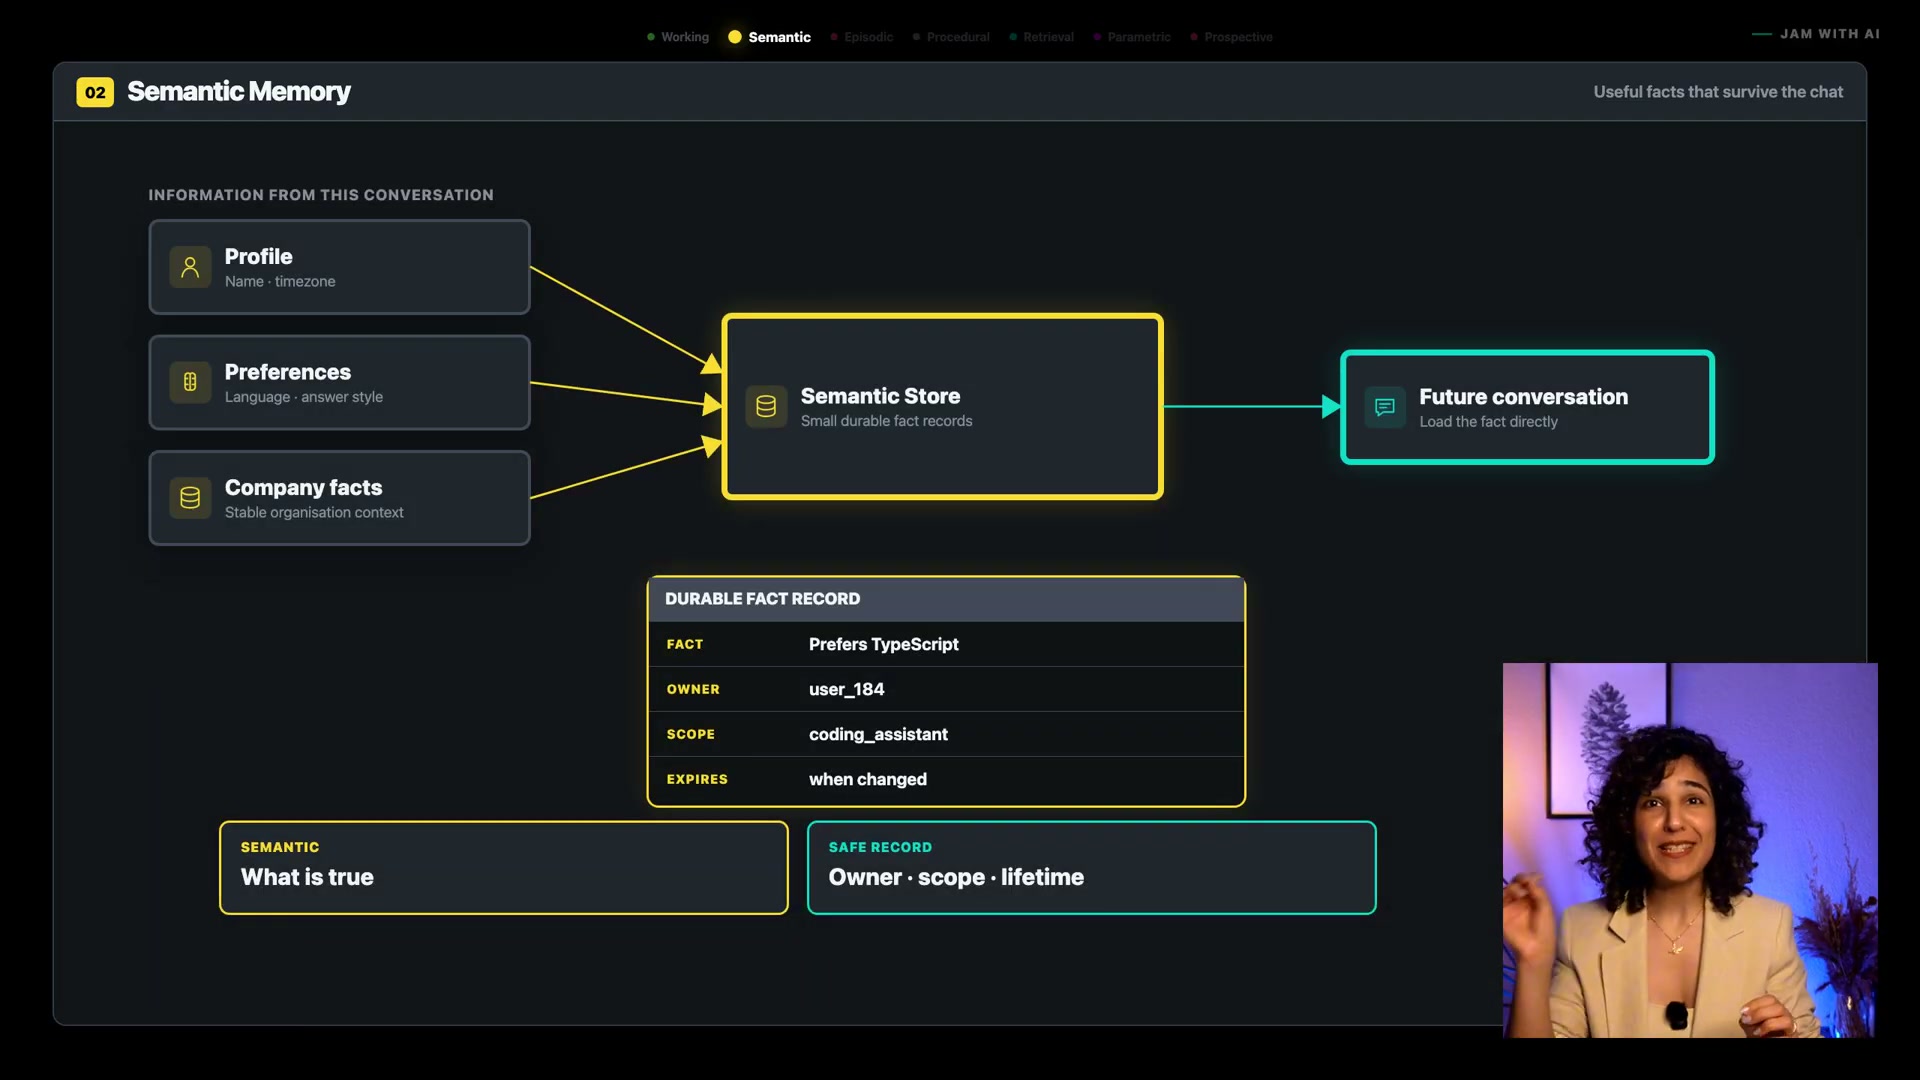 Working
Semantic
Episodic
Procedural
Retrieval
Parametric
Prospective
JAM WITH AI
02
Semantic Memory
Useful facts that survive the chat
INFORMATION FROM THIS CONVERSATION
Profile
Name · timezone
Preferences
Language · answer style
Company facts
Stable organisation context
Semantic Store
Small durable fact records
Future conversation
Load the fact directly
DURABLE FACT RECORD
FACT Prefers TypeScript
OWNER user_184
SCOPE coding_assistant
EXPIRES when changed
SEMANTIC
What is true
SAFE RECORD
Owner · scope · lifetime